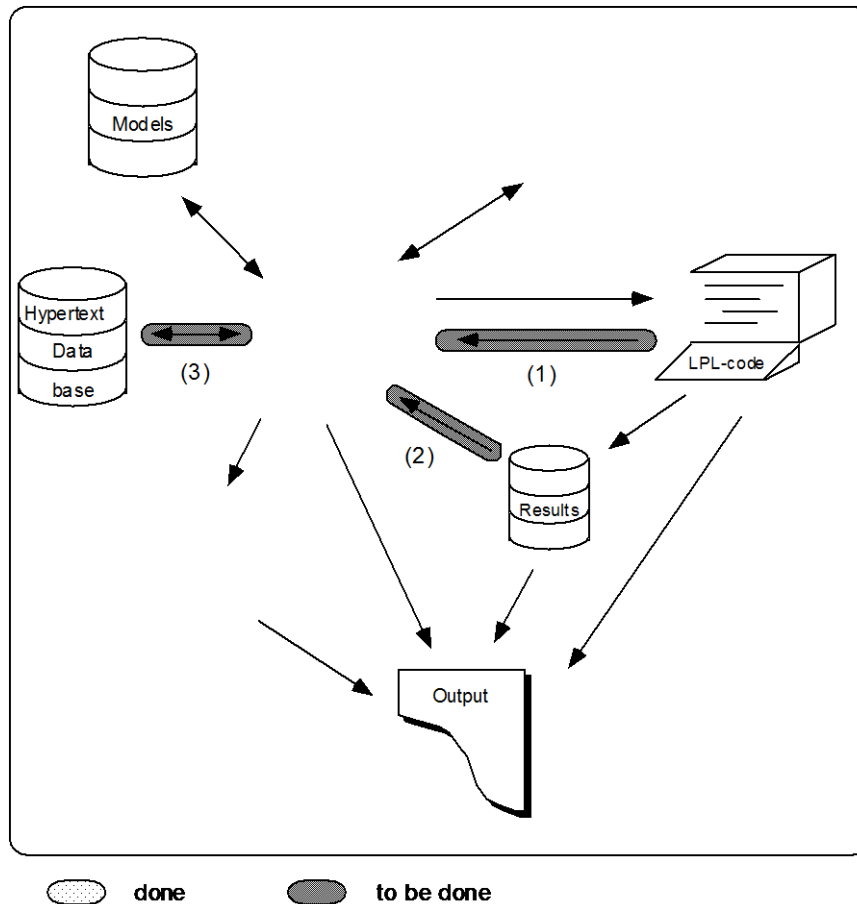 Models
Hypertext
Data
base
(3)
(1)
LPL-code
(2)
Results
Output
done
to be done